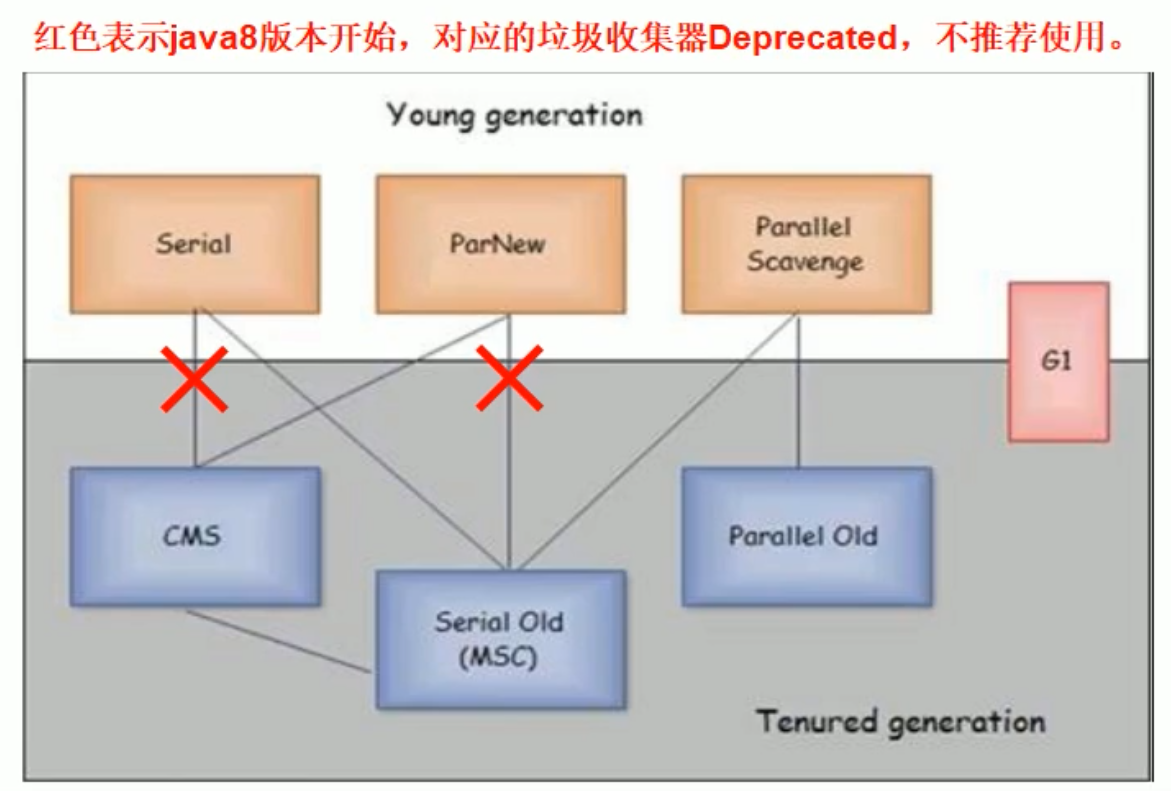 红色表示java8版本开始，对应的垃圾收集器Deprecated，不推荐使用。
Young generation
Serial
ParNew
Parallel
Scavenge
G1
CMS
Serial Old
(MSC)
Parallel Old
Tenured generation